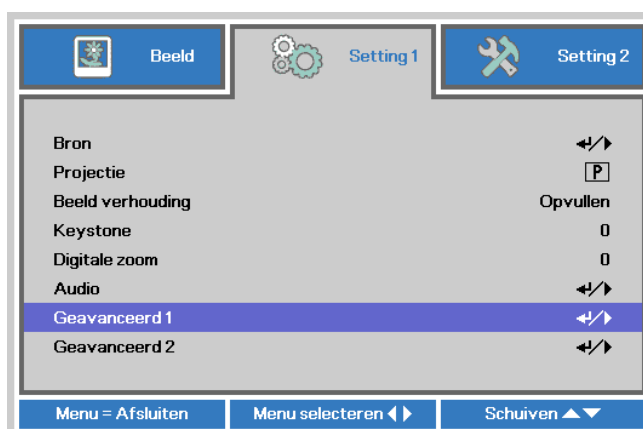 Beeld Setting 1 Setting 2
Bron
Projectie P
Beeld verhouding Opvullen
Keystone 0
Digitale zoom 0
Audio
Geavanceerd 1
Geavanceerd 2
Menu = Afsluiten Menu selecteren Schuiven